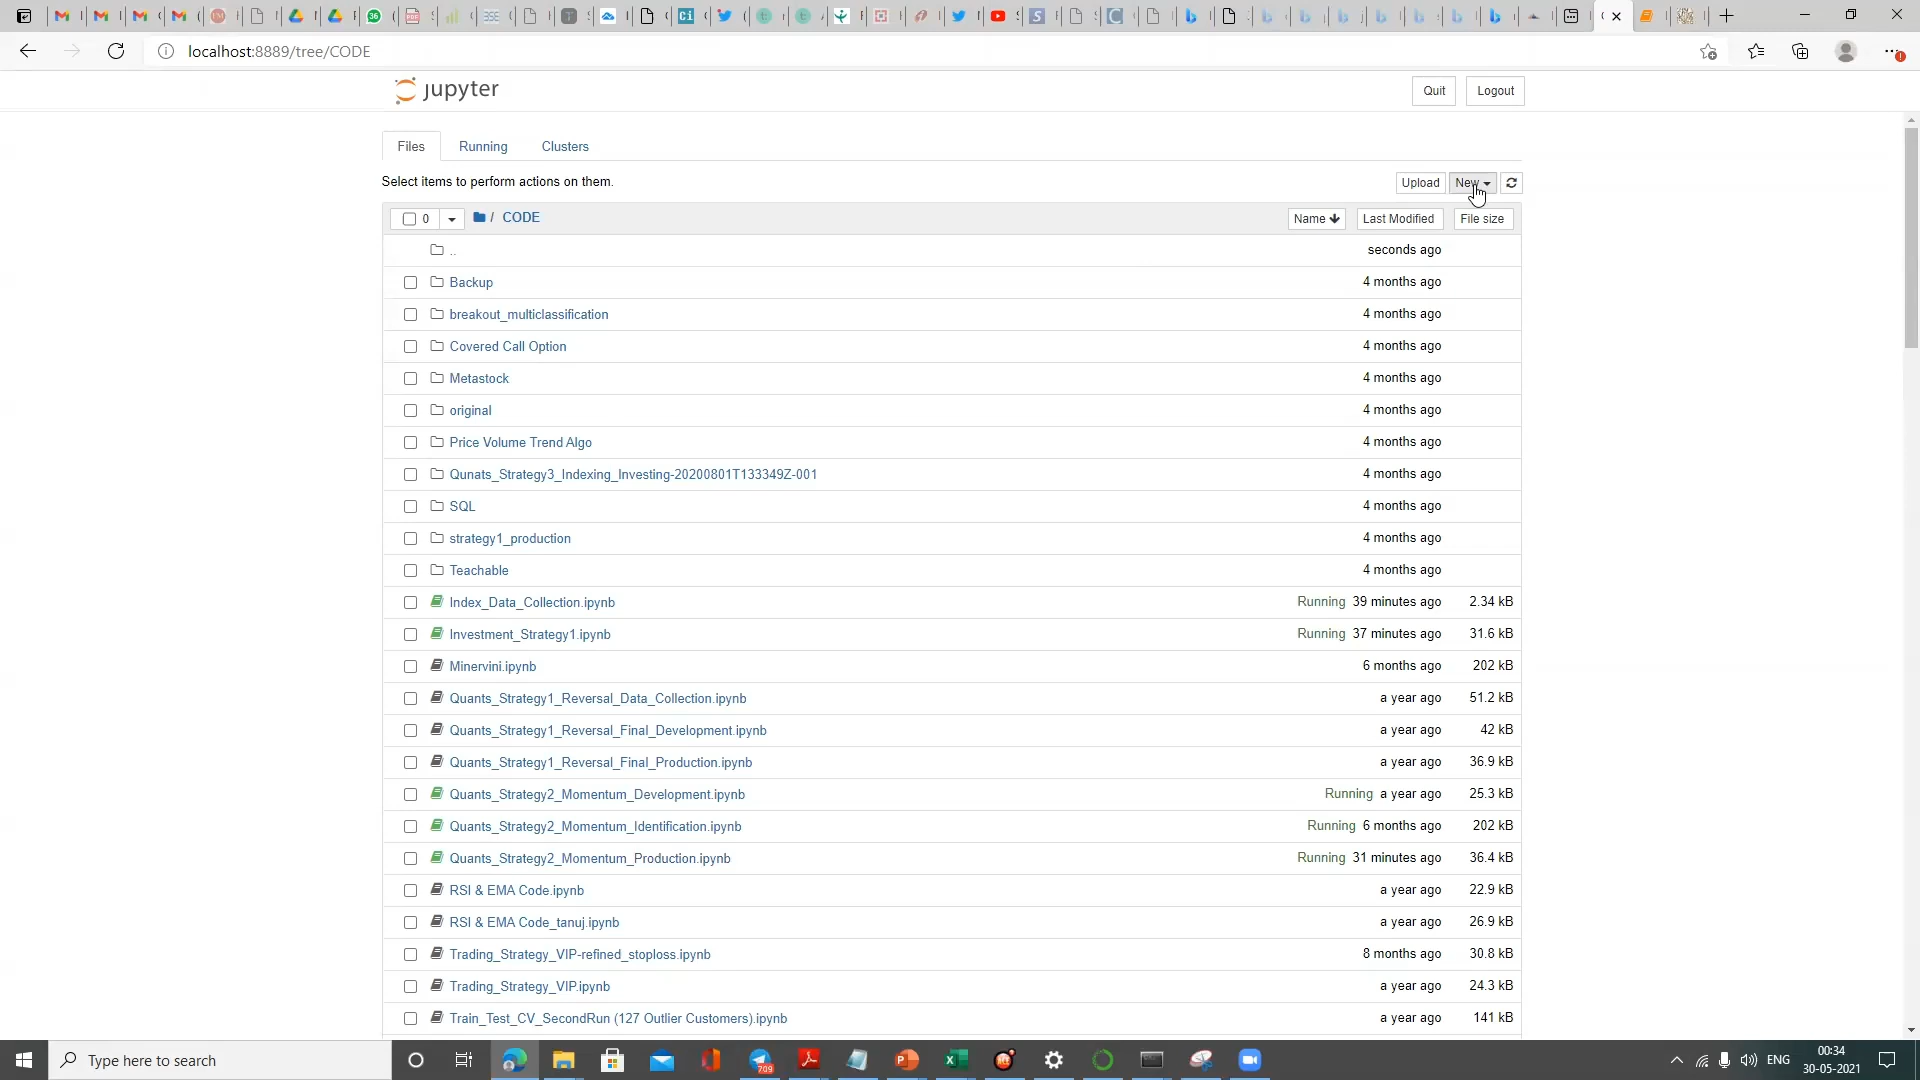 localhost:8889/tree/CODE
jupyter
Quit
Logout
Files
Running
Clusters
Select items to perform actions on them.
Upload
New
0
/ CODE
Name
Last Modified
File size
..
seconds ago
Backup
4 months ago
breakout_multiclassification
4 months ago
Covered Call Option
4 months ago
Metastock
4 months ago
original
4 months ago
Price Volume Trend Algo
4 months ago
Qunats_Strategy3_Indexing_Investing-20200801T133349Z-001
4 months ago
SQL
4 months ago
strategy1_production
4 months ago
Teachable
4 months ago
Index_Data_Collection.ipynb
Running 39 minutes ago 2.34 kB
Investment_Strategy1.ipynb
Running 37 minutes ago 31.6 kB
Minervini.ipynb
6 months ago 202 kB
Quants_Strategy1_Reversal_Data_Collection.ipynb
a year ago 51.2 kB
Quants_Strategy1_Reversal_Final_Development.ipynb
a year ago 42 kB
Quants_Strategy1_Reversal_Final_Production.ipynb
a year ago 36.9 kB
Quants_Strategy2_Momentum_Development.ipynb
Running a year ago 25.3 kB
Quants_Strategy2_Momentum_Identification.ipynb
Running 6 months ago 202 kB
Quants_Strategy2_Momentum_Production.ipynb
Running 31 minutes ago 36.4 kB
RSI & EMA Code.ipynb
a year ago 22.9 kB
RSI & EMA Code_tanuj.ipynb
a year ago 26.9 kB
Trading_Strategy_VIP-refined_stoploss.ipynb
8 months ago 30.8 kB
Trading_Strategy_VIP.ipynb
a year ago 24.3 kB
Train_Test_CV_SecondRun (127 Outlier Customers).ipynb
a year ago 141 kB
Type here to search
709
ENG
00:34
30-05-2021